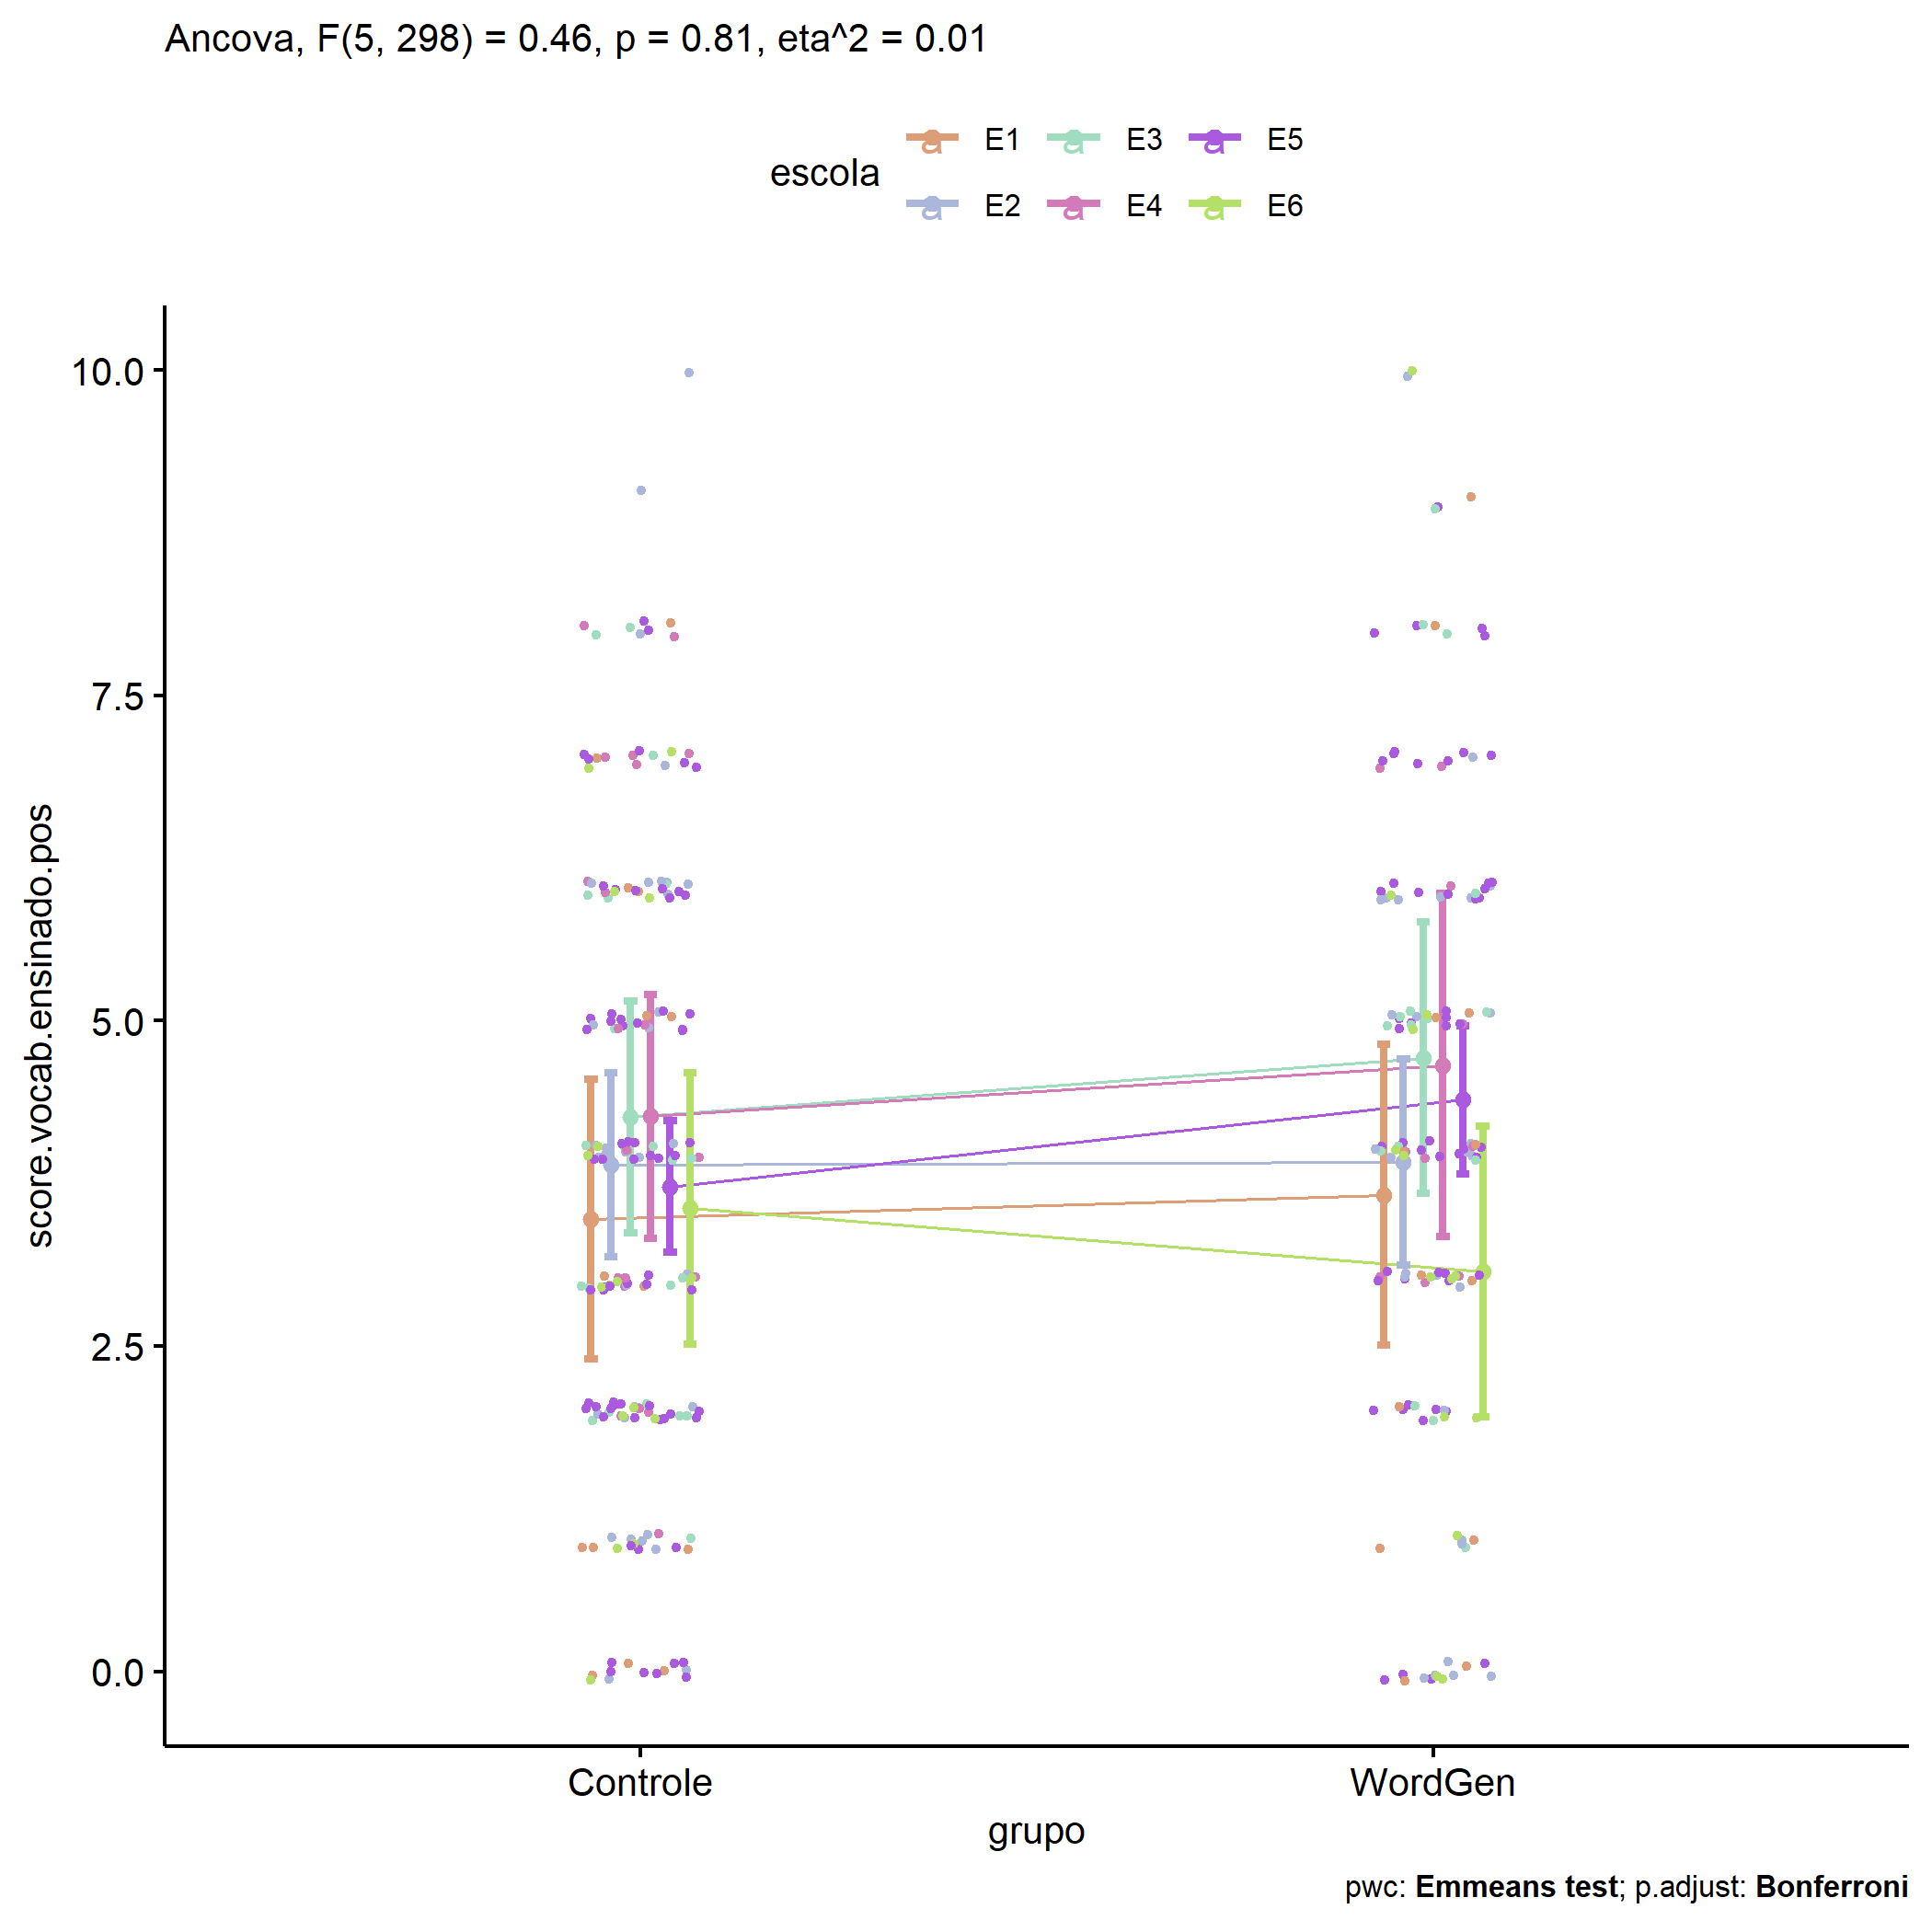 Ancova, F(5, 298) = 0.46, p = 0.81, eta^2 = 0.01
escola
a E1 a E3 a E5
a E2 a E4 a E6
score.vocab.ensinado.pos
10.0
7.5
5.0
2.5
0.0
Controle WordGen
grupo
pwc: Emmeans test; p.adjust: Bonferroni